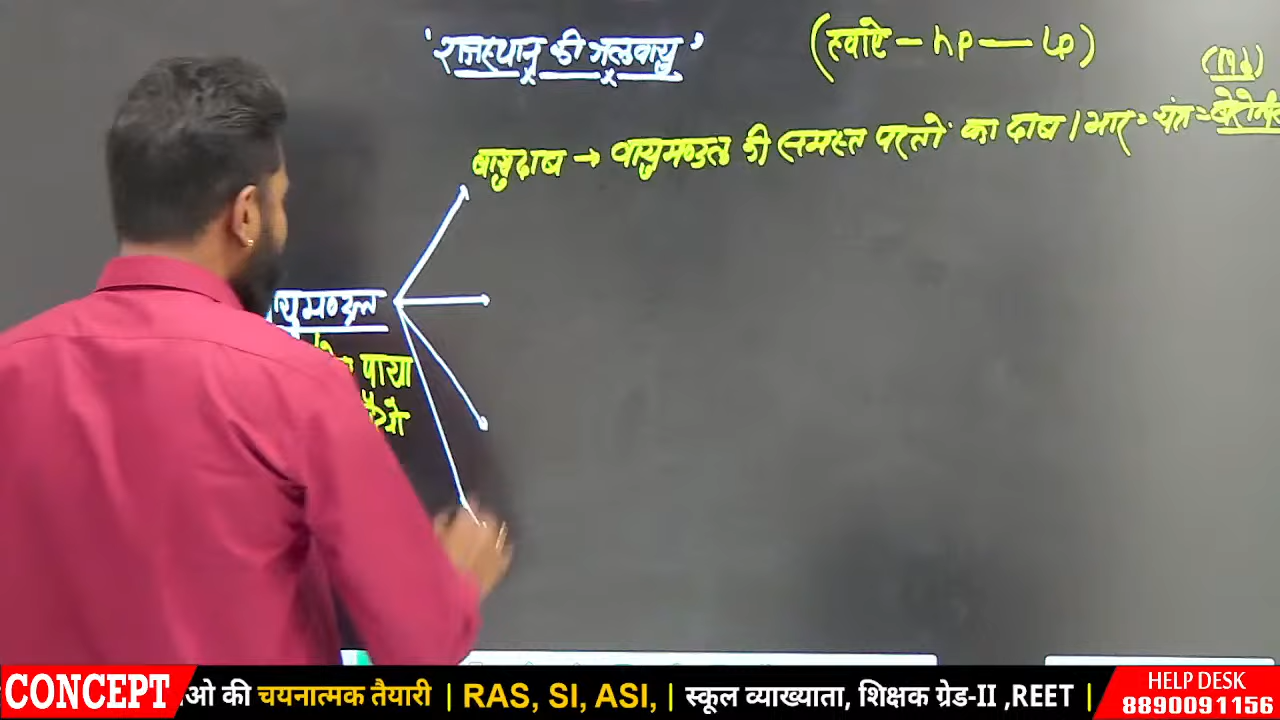 'राजस्थान की जलवायु'
(हवाऐ – hp — Lp)
(Mb)
वायुदाब → वायुमण्डल की समस्त परतों का दाब / भार = यंत्र =
युमण्डल
पाया
CONCEPT
ओ की चयनात्मक तैयारी | RAS, SI, ASI, | स्कूल व्याख्याता, शिक्षक ग्रेड-II ,REET |
HELP DESK
8890091156